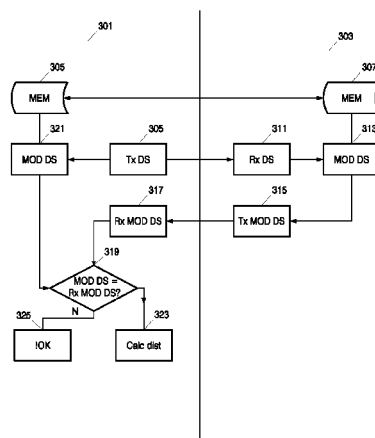 301
303
305
307
MEM
MEM
321
305
311
313
MOD DS
Tx DS
Rx DS
MOD DS
317
315
Rx MOD DS
Tx MOD DS
319
MOD DS =
Rx MOD DS?
N
325
323
!OK
Calc dist